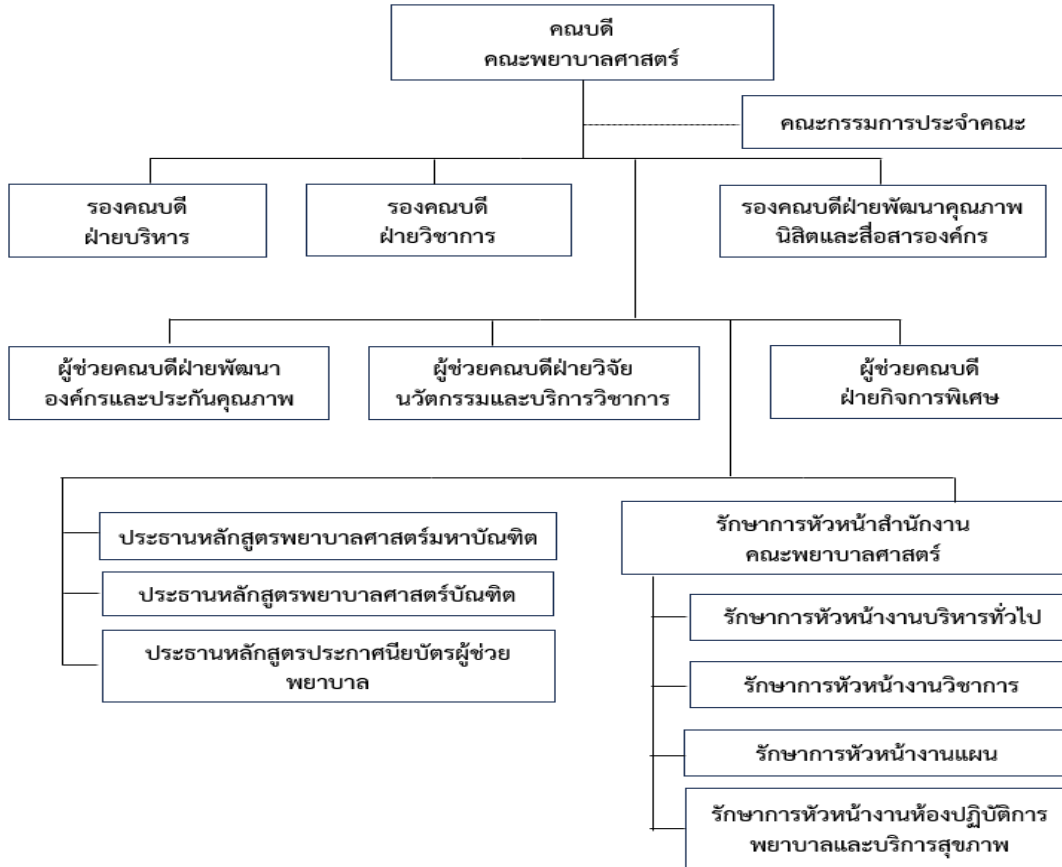 คณบดี
คณะพยาบาลศาสตร์
คณะกรรมการประจำคณะ
รองคณบดี
ฝ่ายบริหาร
รองคณบดี
ฝ่ายวิชาการ
รองคณบดีฝ่ายพัฒนาคุณภาพ
นิสิตและสื่อสารองค์กร
ผู้ช่วยคณบดีฝ่ายพัฒนา
องค์กรและประกันคุณภาพ
ผู้ช่วยคณบดีฝ่ายวิจัย
นวัตกรรมและบริการวิชาการ
ผู้ช่วยคณบดี
ฝ่ายกิจการพิเศษ
ประธานหลักสูตรพยาบาลศาสตร์มหาบัณฑิต
ประธานหลักสูตรพยาบาลศาสตร์บัณฑิต
ประธานหลักสูตรประกาศนียบัตรผู้ช่วย
พยาบาล
รักษาการหัวหน้าสำนักงาน
คณะพยาบาลศาสตร์
รักษาการหัวหน้างานบริหารทั่วไป
รักษาการหัวหน้างานวิชาการ
รักษาการหัวหน้างานแผน
รักษาการหัวหน้างานห้องปฏิบัติการ
พยาบาลและบริการสุขภาพ